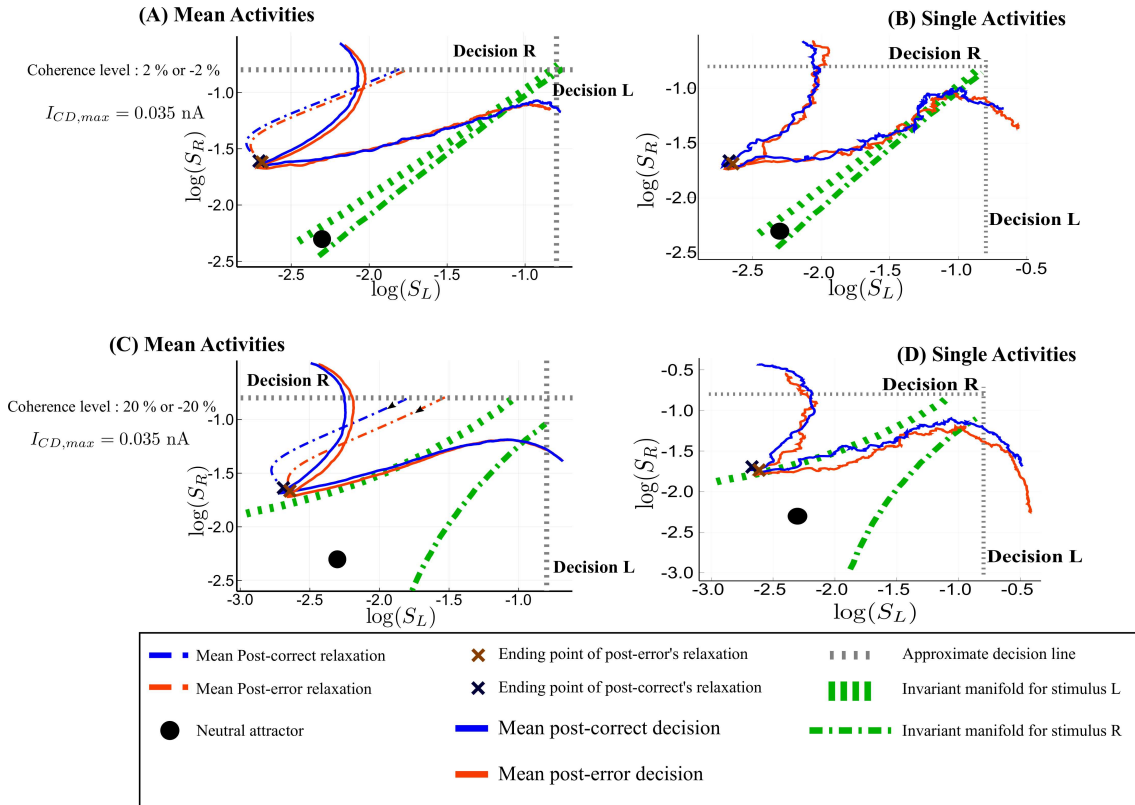 (A) Mean Activities
(B) Single Activities
Coherence level : 2 % or -2 %
I_{CD,max} = 0.035 nA
Decision R
Decision L
-1.0
-1.5
-2.0
-2.5
log(S_R)
-2.5
-2.0
-1.5
-1.0
log(S_L)
Decision R
Decision L
-1.0
-1.5
-2.0
-2.5
log(S_R)
-2.5
-2.0
-1.5
-1.0
-0.5
log(S_L)
(C) Mean Activities
(D) Single Activities
Coherence level : 20 % or -20 %
I_{CD,max} = 0.035 nA
Decision R
Decision L
-1.0
-1.5
-2.0
-2.5
log(S_R)
-3.0
-2.5
-2.0
-1.5
-1.0
log(S_L)
Decision R
Decision L
-0.5
-1.0
-1.5
-2.0
-2.5
-3.0
log(S_R)
-3.0
-2.5
-2.0
-1.5
-1.0
-0.5
log(S_L)
Mean Post-correct relaxation
Mean Post-error relaxation
Neutral attractor
Ending point of post-error's relaxation
Ending point of post-correct's relaxation
Mean post-correct decision
Mean post-error decision
Approximate decision line
Invariant manifold for stimulus L
Invariant manifold for stimulus R